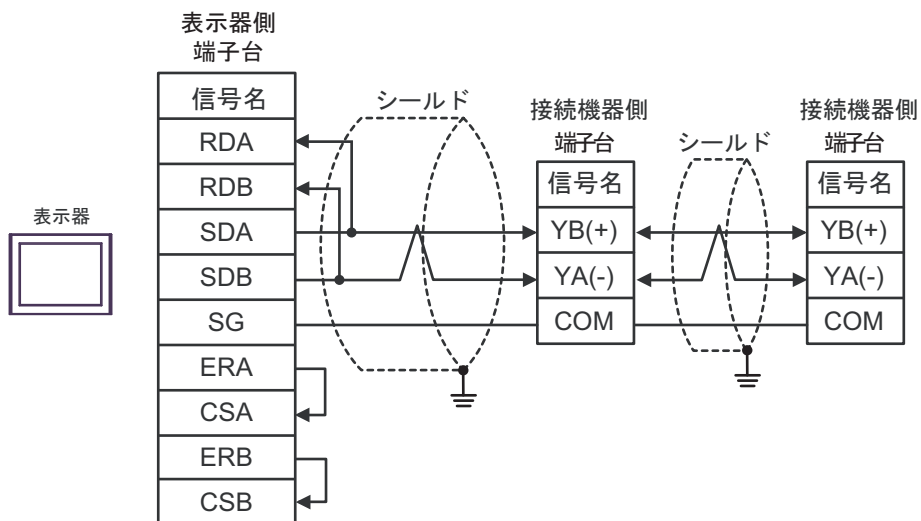 表示器
表示器側
端子台
信号名
RDA
RDB
SDA
SDB
SG
ERA
CSA
ERB
CSB
シールド
接続機器側
端子台
信号名
YB(+)
YA(-)
COM
シールド
接続機器側
端子台
信号名
YB(+)
YA(-)
COM